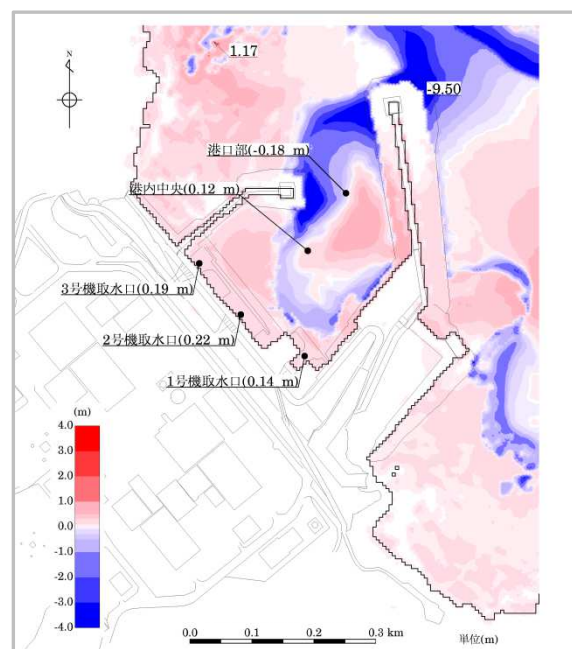 1.17
N
-9.50
港口部(-0.18 m)
港内中央(0.12 m)
3号機取水口(0.19 m)
2号機取水口(0.22 m)
1号機取水口(0.14 m)
(m)
4.0
3.0
2.0
1.0
0.0
-1.0
-2.0
-3.0
-4.0
0.0 0.1 0.2 0.3 km
単位(m)